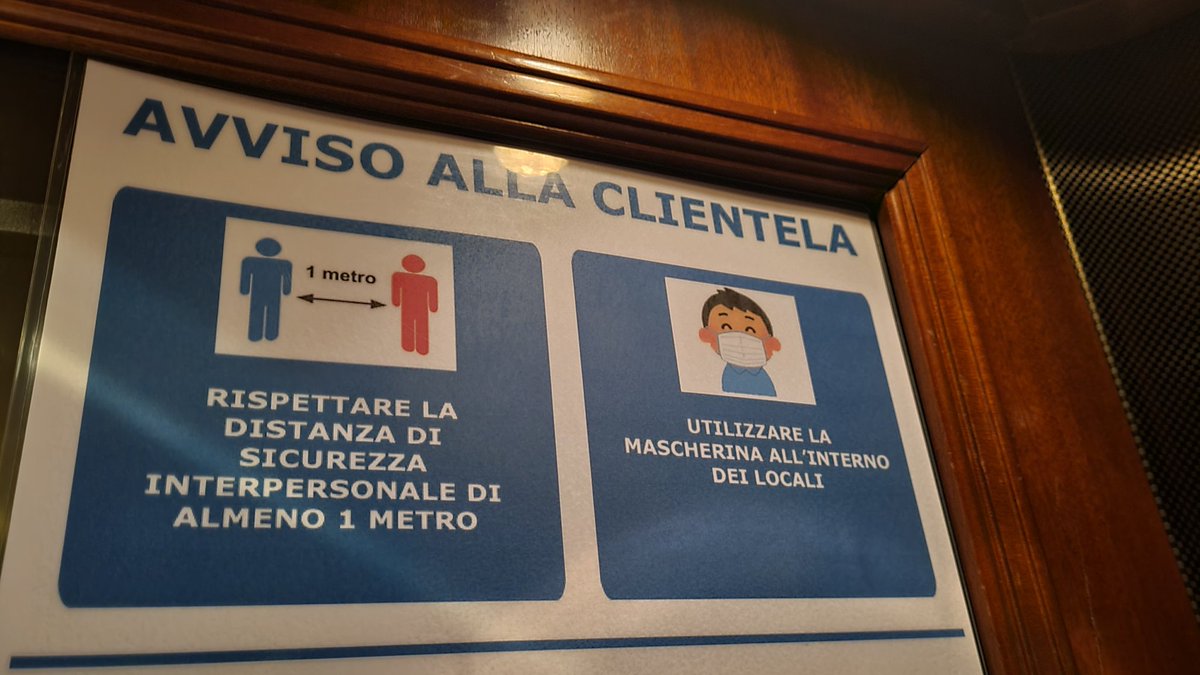 AVVISO ALLA CLIENTELA
1 metro
RISPETTARE LA
DISTANZA DI
SICUREZZA
INTERPERSONALE DI
ALMENO 1 METRO
UTILIZZARE LA
MASCHERINA ALL'INTERNO
DEI LOCALI